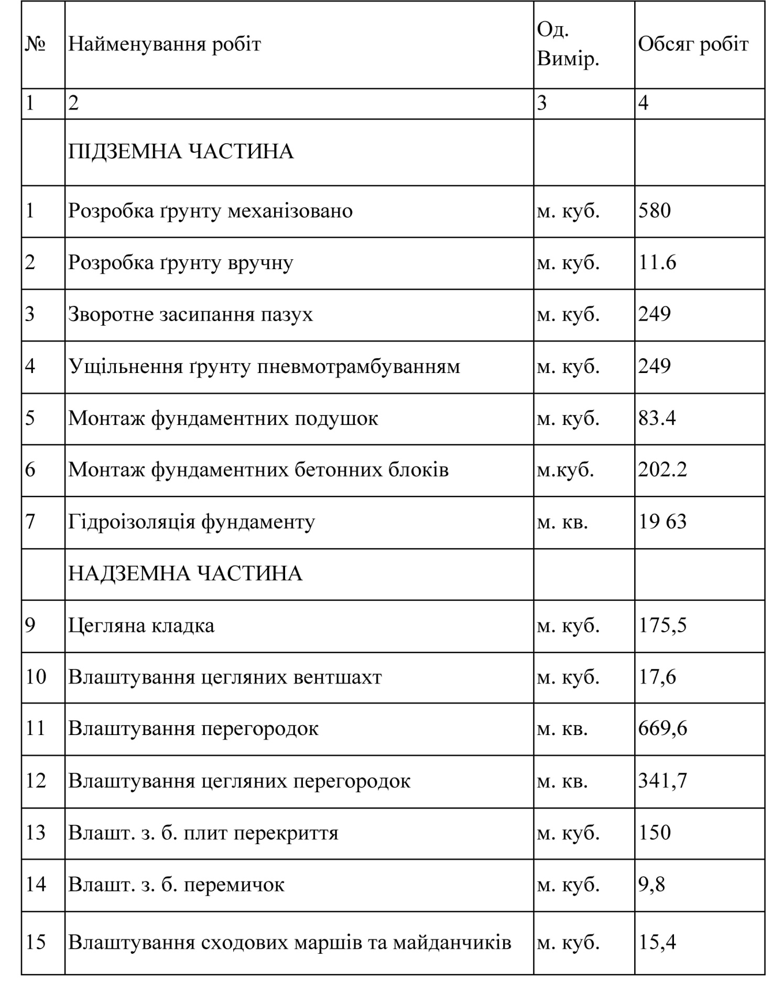 № Найменування робіт Од. Вимір. Обсяг робіт
1 2 3 4
ПІДЗЕМНА ЧАСТИНА
1 Розробка ґрунту механізовано м. куб. 580
2 Розробка ґрунту вручну м. куб. 11.6
3 Зворотне засипання пазух м. куб. 249
4 Ущільнення ґрунту пневмотрамбуванням м. куб. 249
5 Монтаж фундаментних подушок м. куб. 83.4
6 Монтаж фундаментних бетонних блоків м.куб. 202.2
7 Гідроізоляція фундаменту м. кв. 19 63
НАДЗЕМНА ЧАСТИНА
9 Цегляна кладка м. куб. 175,5
10 Влаштування цегляних вентшахт м. куб. 17,6
11 Влаштування перегородок м. кв. 669,6
12 Влаштування цегляних перегородок м. кв. 341,7
13 Влашт. з. б. плит перекриття м. куб. 150
14 Влашт. з. б. перемичок м. куб. 9,8
15 Влаштування сходових маршів та майданчиків м. куб. 15,4